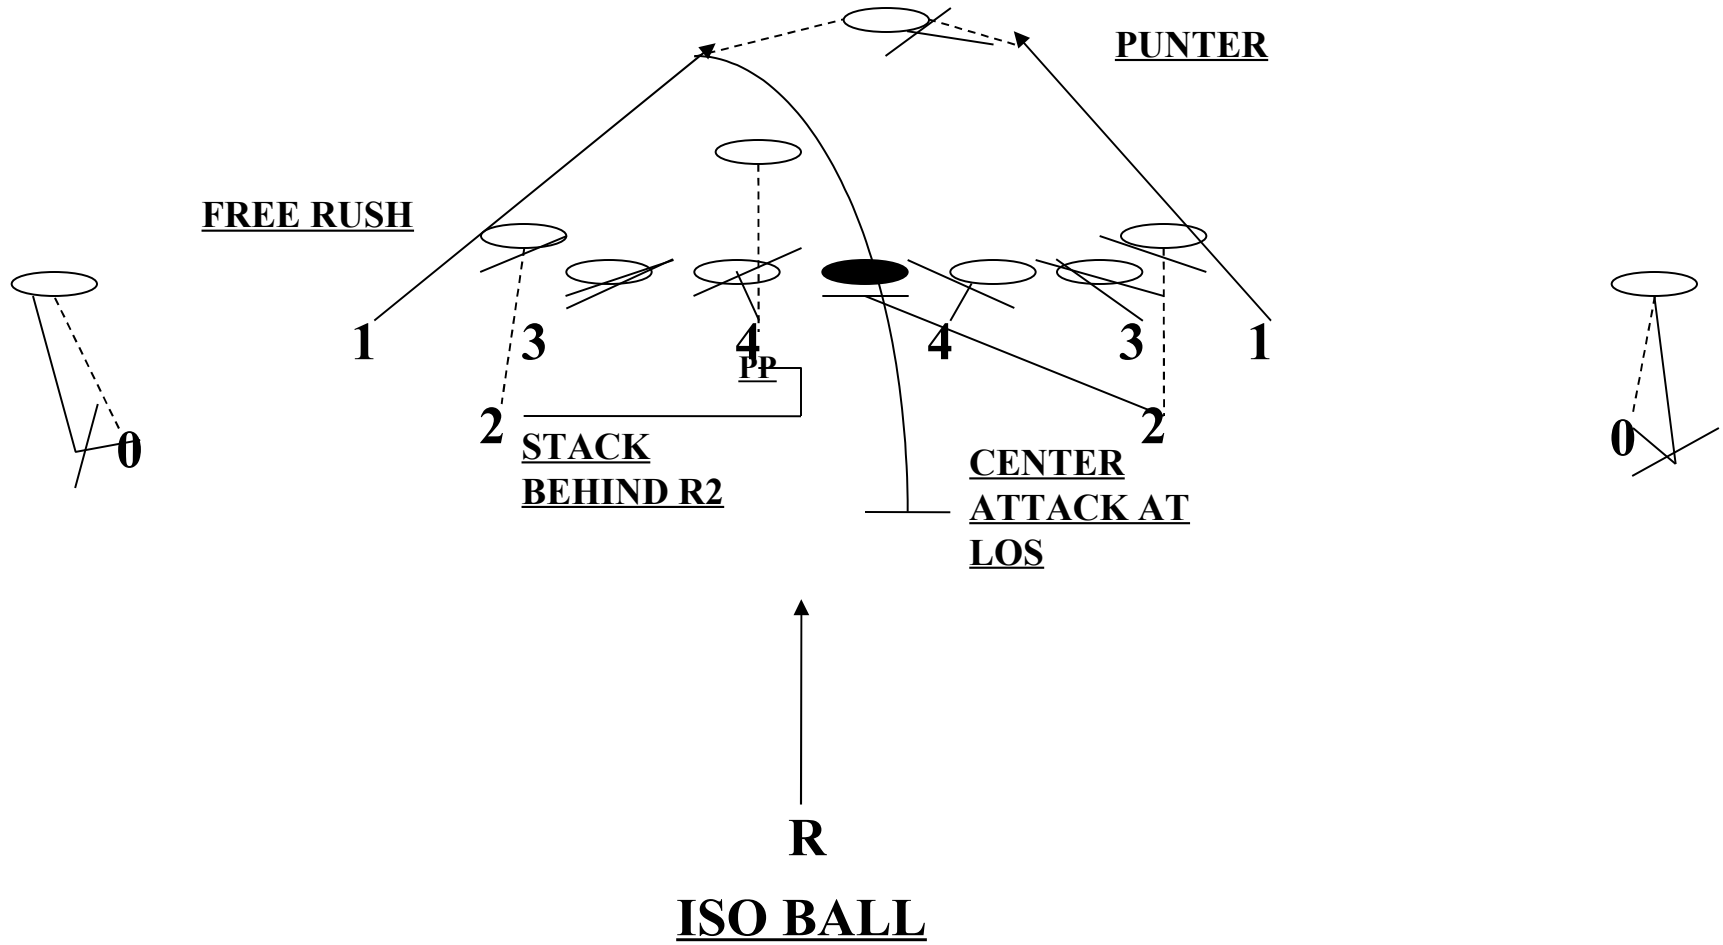 PUNTER
FREE RUSH
1 3 4 4 3 1
PP
2 2
0 0
STACK
BEHIND R2
CENTER
ATTACK AT
LOS
R
ISO BALL